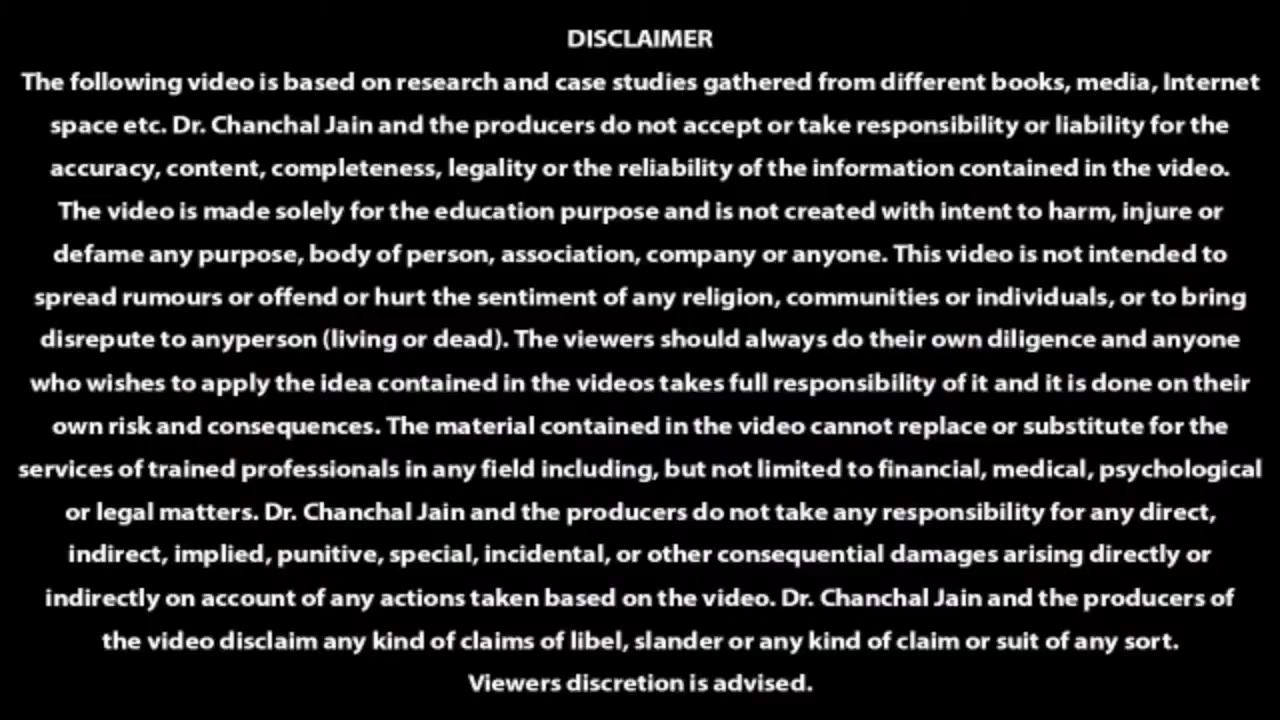 DISCLAIMER
The following video is based on research and case studies gathered from different books, media, Internet
space etc. Dr. Chanchal Jain and the producers do not accept or take responsibility or liability for the
accuracy, content, completeness, legality or the reliability of the information contained in the video.
The video is made solely for the education purpose and is not created with intent to harm, injure or
defame any purpose, body of person, association, company or anyone. This video is not intended to
spread rumours or offend or hurt the sentiment of any religion, communities or individuals, or to bring
disrepute to anyperson (living or dead). The viewers should always do their own diligence and anyone
who wishes to apply the idea contained in the videos takes full responsibility of it and it is done on their
own risk and consequences. The material contained in the video cannot replace or substitute for the
services of trained professionals in any field including, but not limited to financial, medical, psychological
or legal matters. Dr. Chanchal Jain and the producers do not take any responsibility for any direct,
indirect, implied, punitive, special, incidental, or other consequential damages arising directly or
indirectly on account of any actions taken based on the video. Dr. Chanchal Jain and the producers of
the video disclaim any kind of claims of libel, slander or any kind of claim or suit of any sort.
Viewers discretion is advised.